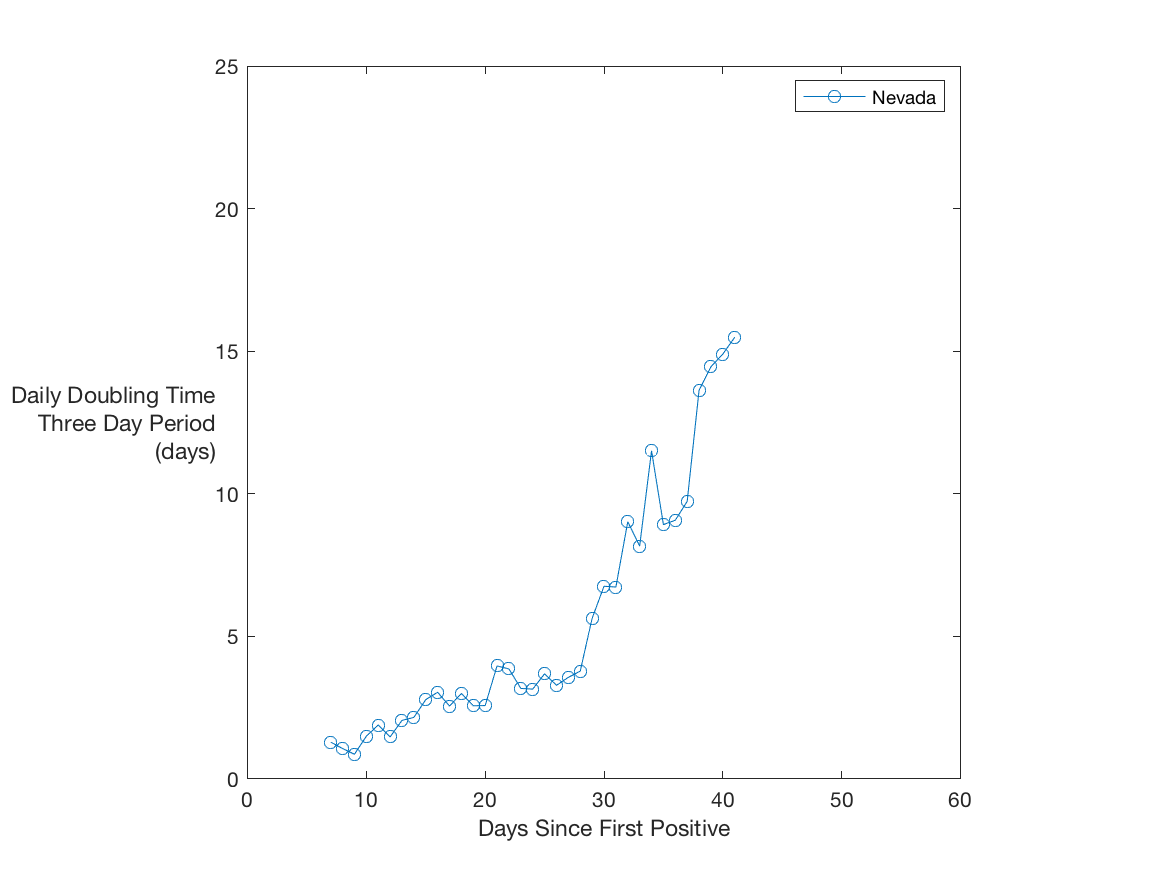 25
20
15
10
5
0
Daily Doubling Time
Three Day Period
(days)
Nevada
0 10 20 30 40 50 60
Days Since First Positive